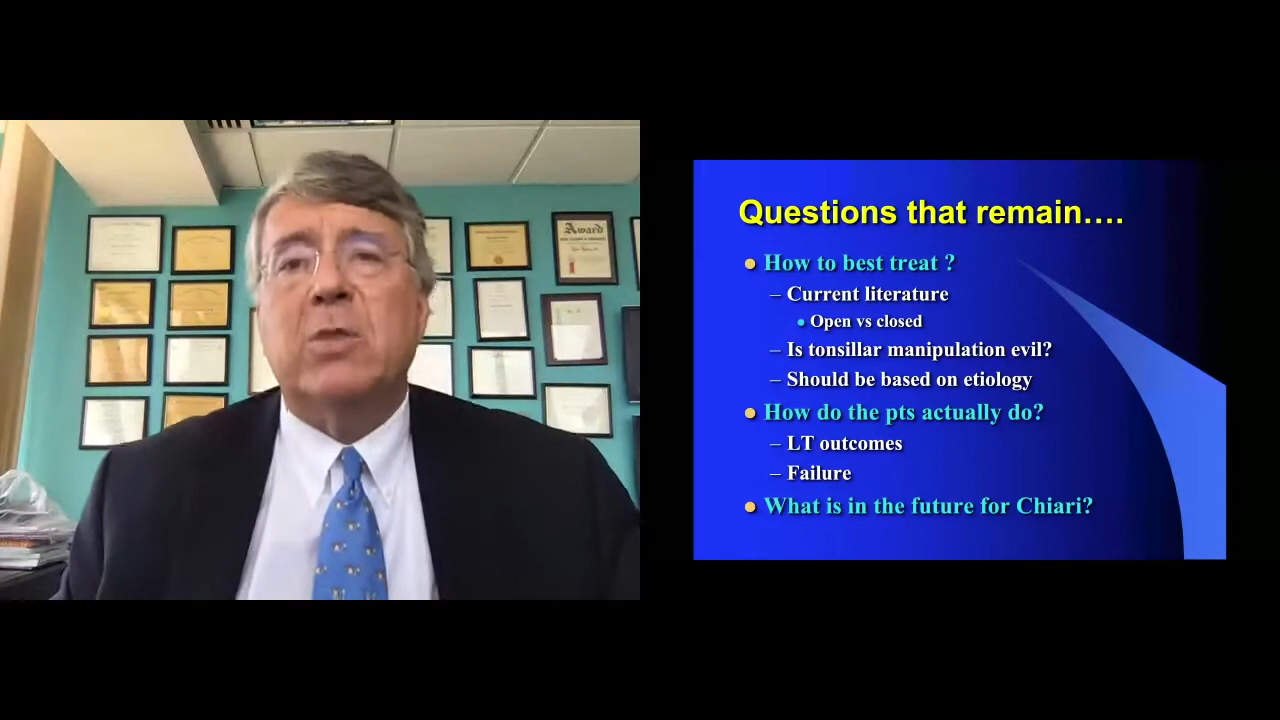 Award
Questions that remain….
How to best treat ?
– Current literature
Open vs closed
– Is tonsillar manipulation evil?
– Should be based on etiology
How do the pts actually do?
– LT outcomes
– Failure
What is in the future for Chiari?